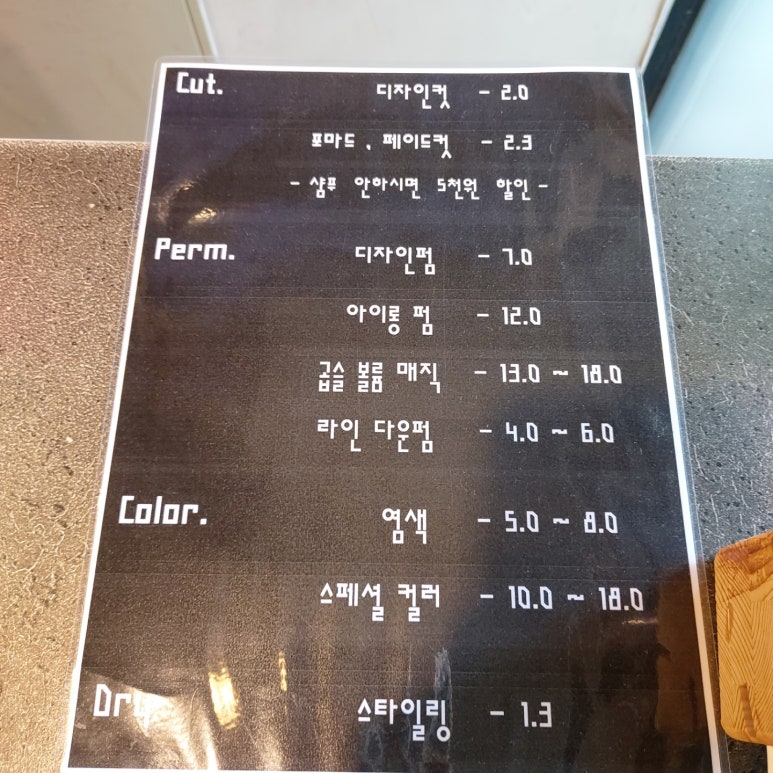 Cut. 디자인컷 - 2.0
포마드 , 페이드컷 - 2.3
- 샴푸 안하시면 5천원 할인 -
Perm. 디자인펌 - 7.0
아이롱 펌 - 12.0
곱슬 볼륨 매직 - 13.0 ~ 18.0
라인 다운펌 - 4.0 ~ 6.0
Color. 염색 - 5.0 ~ 8.0
스페셜 컬러 - 10.0 ~ 18.0
스타일링 - 1.3